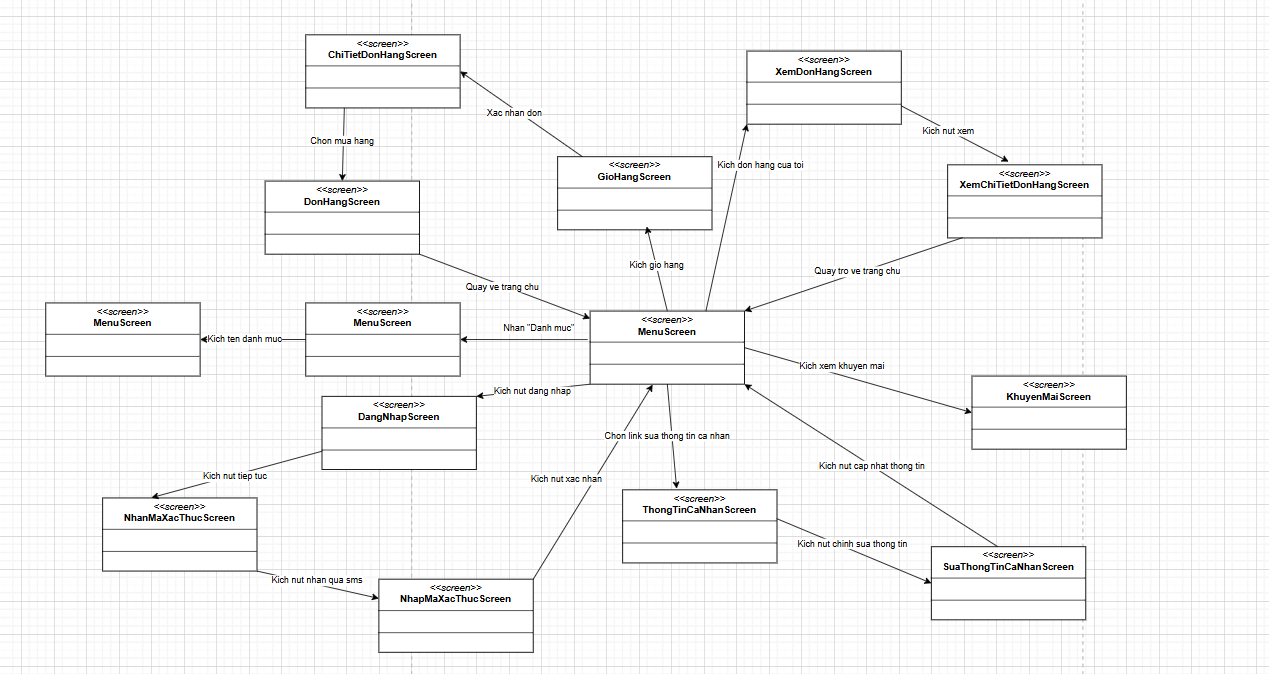 <<screen>>
ChiTietDonHangScreen
<<screen>>
XemDonHangScreen
Xac nhan don
Kich nut xem
Chon mua hang
<<screen>>
GioHangScreen
Kich don hang cua toi
<<screen>>
XemChiTietDonHangScreen
<<screen>>
DonHangScreen
Kich gio hang
Quay tro ve trang chu
Quay ve trang chu
<<screen>>
MenuScreen
<<screen>>
MenuScreen
<<screen>>
MenuScreen
Nhan "Danh muc"
Kich ten danh muc
Kich xem khuyen mai
<<screen>>
KhuyenMaiScreen
Kich nut dang nhap
<<screen>>
DangNhapScreen
Chon link sua thong tin ca nhan
Kich nut cap nhat thong tin
Kich nut tiep tuc
Kich nut xac nhan
<<screen>>
ThongTinCaNhanScreen
<<screen>>
NhanMaXacThucScreen
Kich nut chinh sua thong tin
<<screen>>
SuaThongTinCaNhanScreen
Kich nut nhan qua sms
<<screen>>
NhapMaXacThucScreen